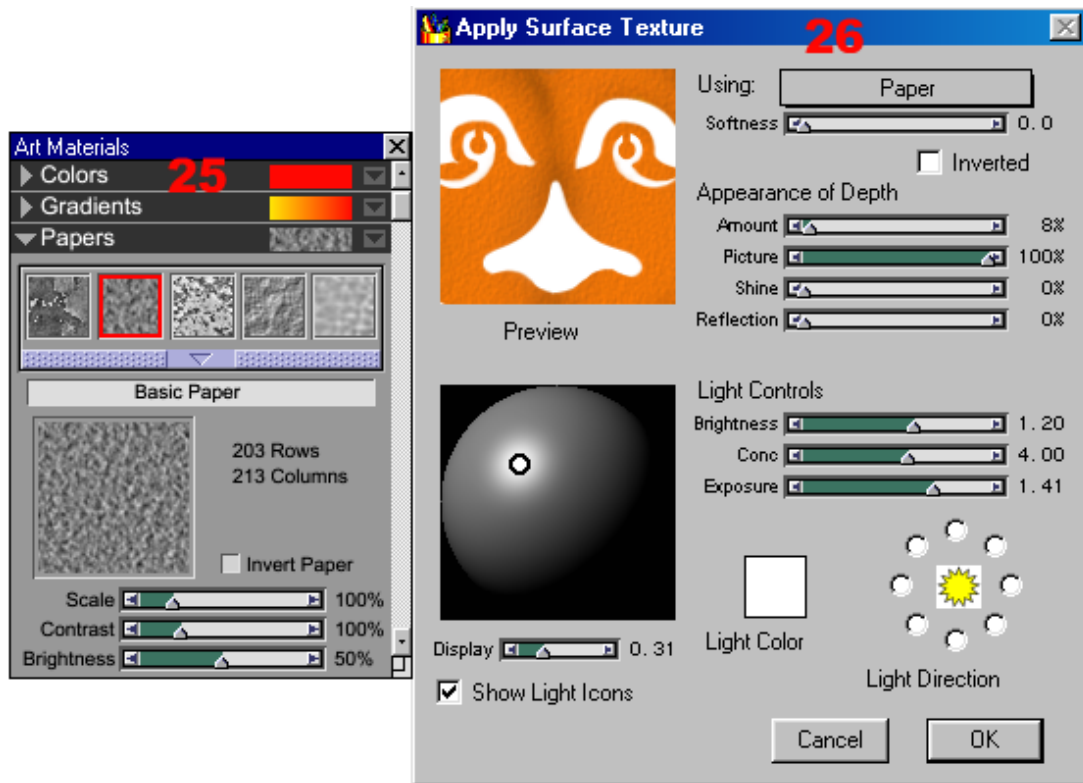 Art Materials
25
Colors
Gradients
Papers
Basic Paper
203 Rows
213 Columns
Invert Paper
Scale 100%
Contrast 100%
Brightness 50%
Apply Surface Texture
26
Using: Paper
Softness 0.0
Inverted
Appearance of Depth
Amount 8%
Picture 100%
Shine 0%
Reflection 0%
Preview
Light Controls
Brightness 1.20
Conc 4.00
Exposure 1.41
Display 0.31
Show Light Icons
Light Color
Light Direction
Cancel OK